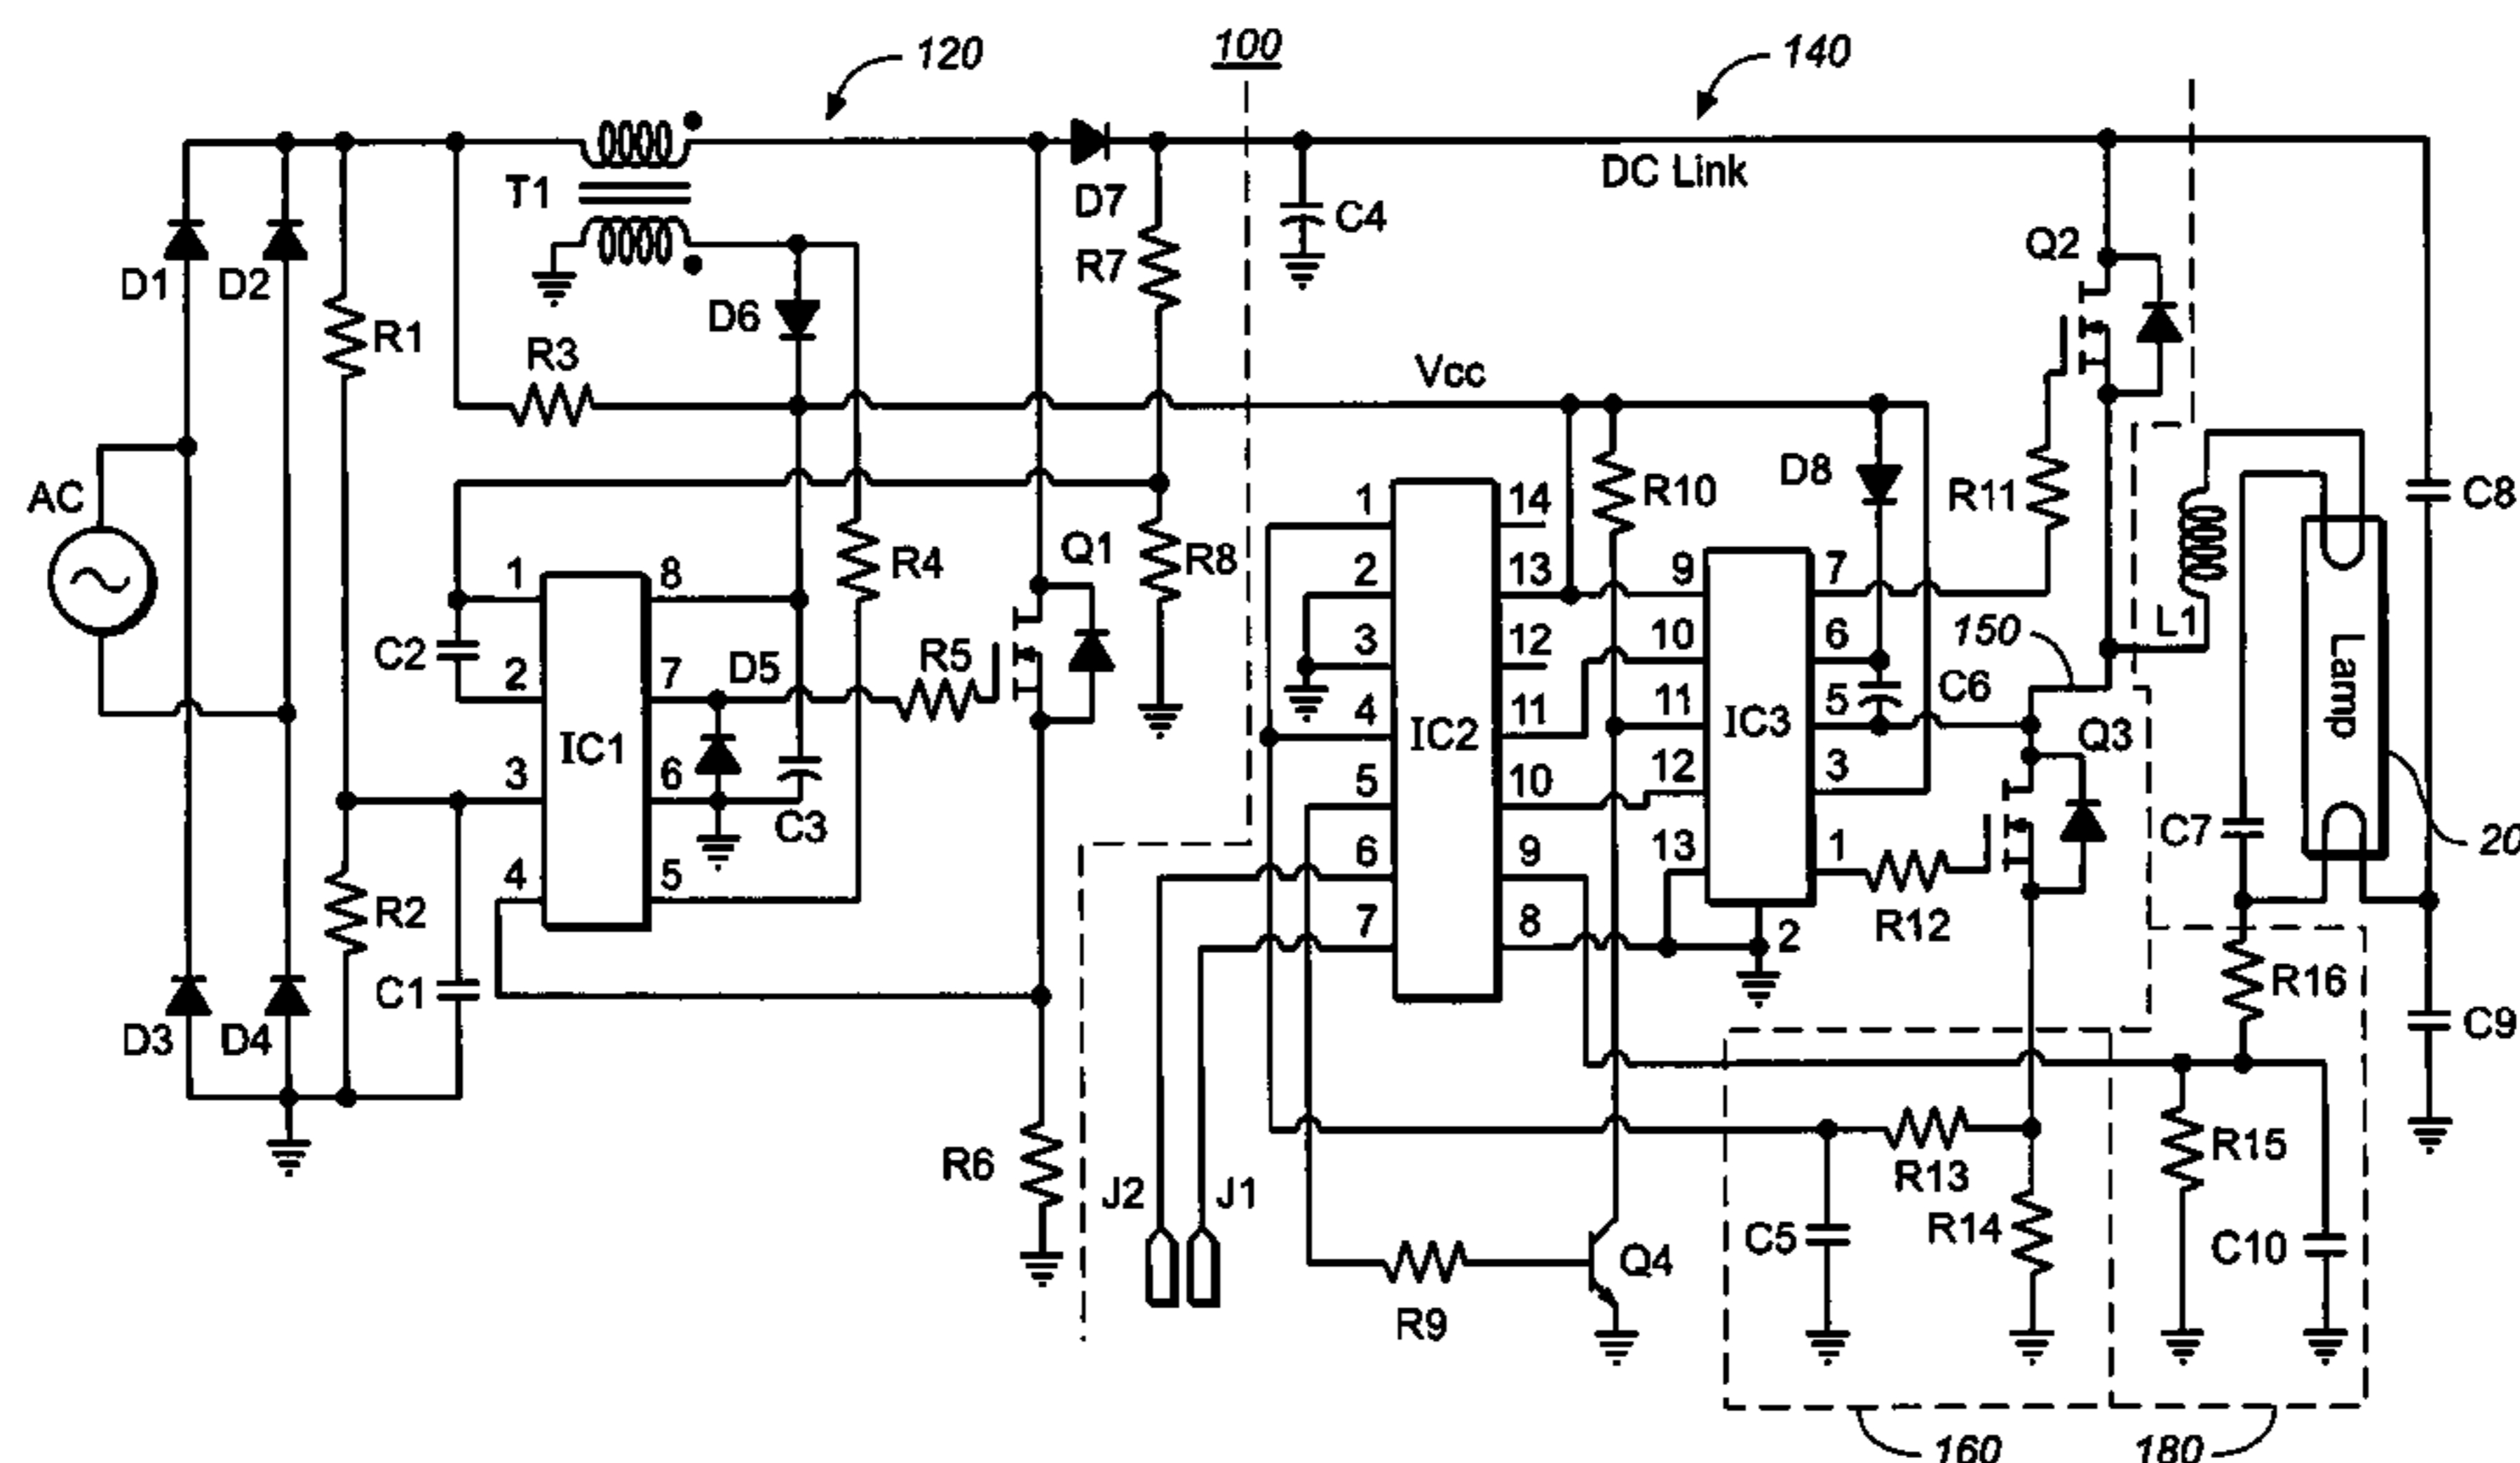 120
100
140
T1
D7
DC Link
C4
Q2
D1
D2
R7
D6
R1
R3
Vcc
AC
D8
R10
R11
C8
1
14
Q1
R4
R8
1
8
2
13
9
7
L1
150
C2
D5
R5
3
12
10
6
Lamp
2
7
4
11
11
5
C6
IC1
IC2
IC3
Q3
3
6
5
10
12
3
C3
C7
20
6
9
13
1
4
5
R2
7
8
2
R12
R16
C1
C9
D3
D4
R6
J2
J1
R13
R15
C5
R14
C10
R9
Q4
160
180